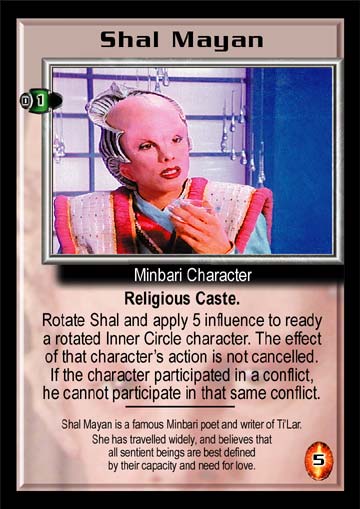 Shal Mayan
D 1
Minbari Character
Religious Caste.
Rotate Shal and apply 5 influence to ready
a rotated Inner Circle character. The effect
of that character's action is not cancelled.
If the character participated in a conflict,
he cannot participate in that same conflict.
Shal Mayan is a famous Minbari poet and writer of Ti'Lar.
She has travelled widely, and believes that
all sentient beings are best defined
by their capacity and need for love.
5